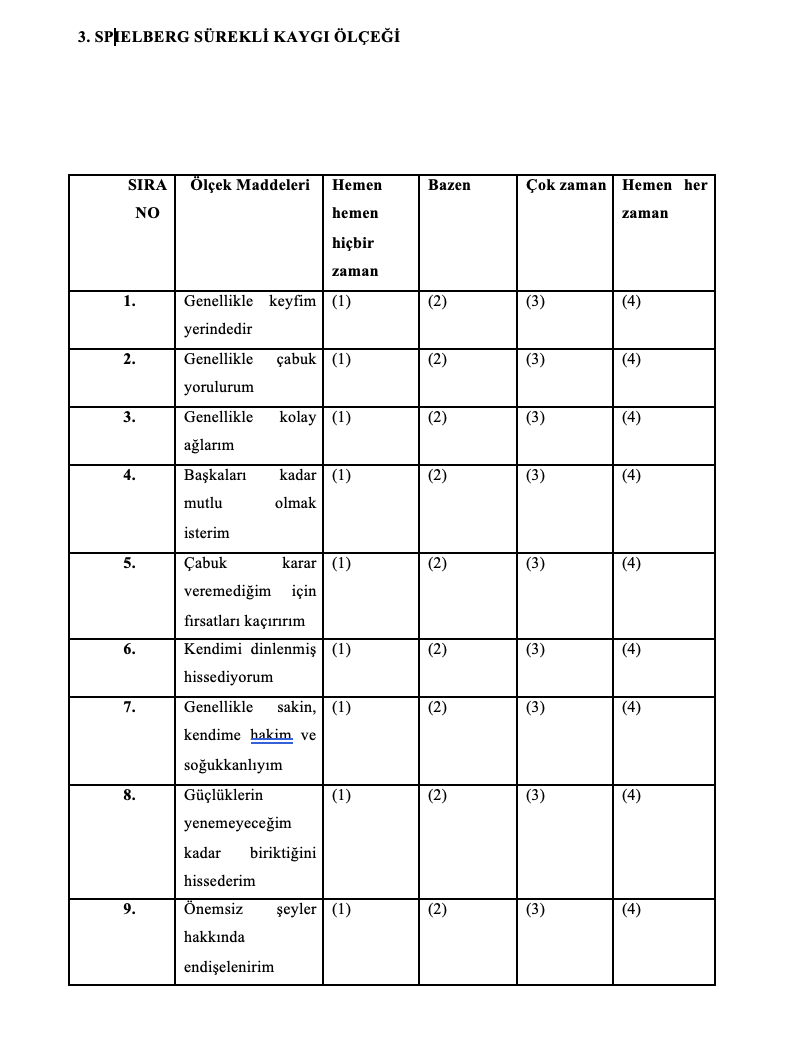 3. SPIELBERG SÜREKLİ KAYGI ÖLÇEĞİ
SIRA NO
Ölçek Maddeleri
Hemen hemen hiçbir zaman
Bazen
Çok zaman
Hemen her zaman
1.
Genellikle keyfim
yerindedir
(1)
(2)
(3)
(4)
2.
Genellikle çabuk
yorulurum
(1)
(2)
(3)
(4)
3.
Genellikle kolay
ağlarım
(1)
(2)
(3)
(4)
4.
Başkaları kadar
mutlu olmak
isterim
(1)
(2)
(3)
(4)
5.
Çabuk karar
veremediğim için
fırsatları kaçırırım
(1)
(2)
(3)
(4)
6.
Kendimi dinlenmiş
hissediyorum
(1)
(2)
(3)
(4)
7.
Genellikle sakin,
kendime hakim ve
soğukkanlıyım
(1)
(2)
(3)
(4)
8.
Güçlüklerin
yenemeyeceğim
kadar biriktiğini
hissederim
(1)
(2)
(3)
(4)
9.
Önemsiz şeyler
hakkında
endişelenirim
(1)
(2)
(3)
(4)